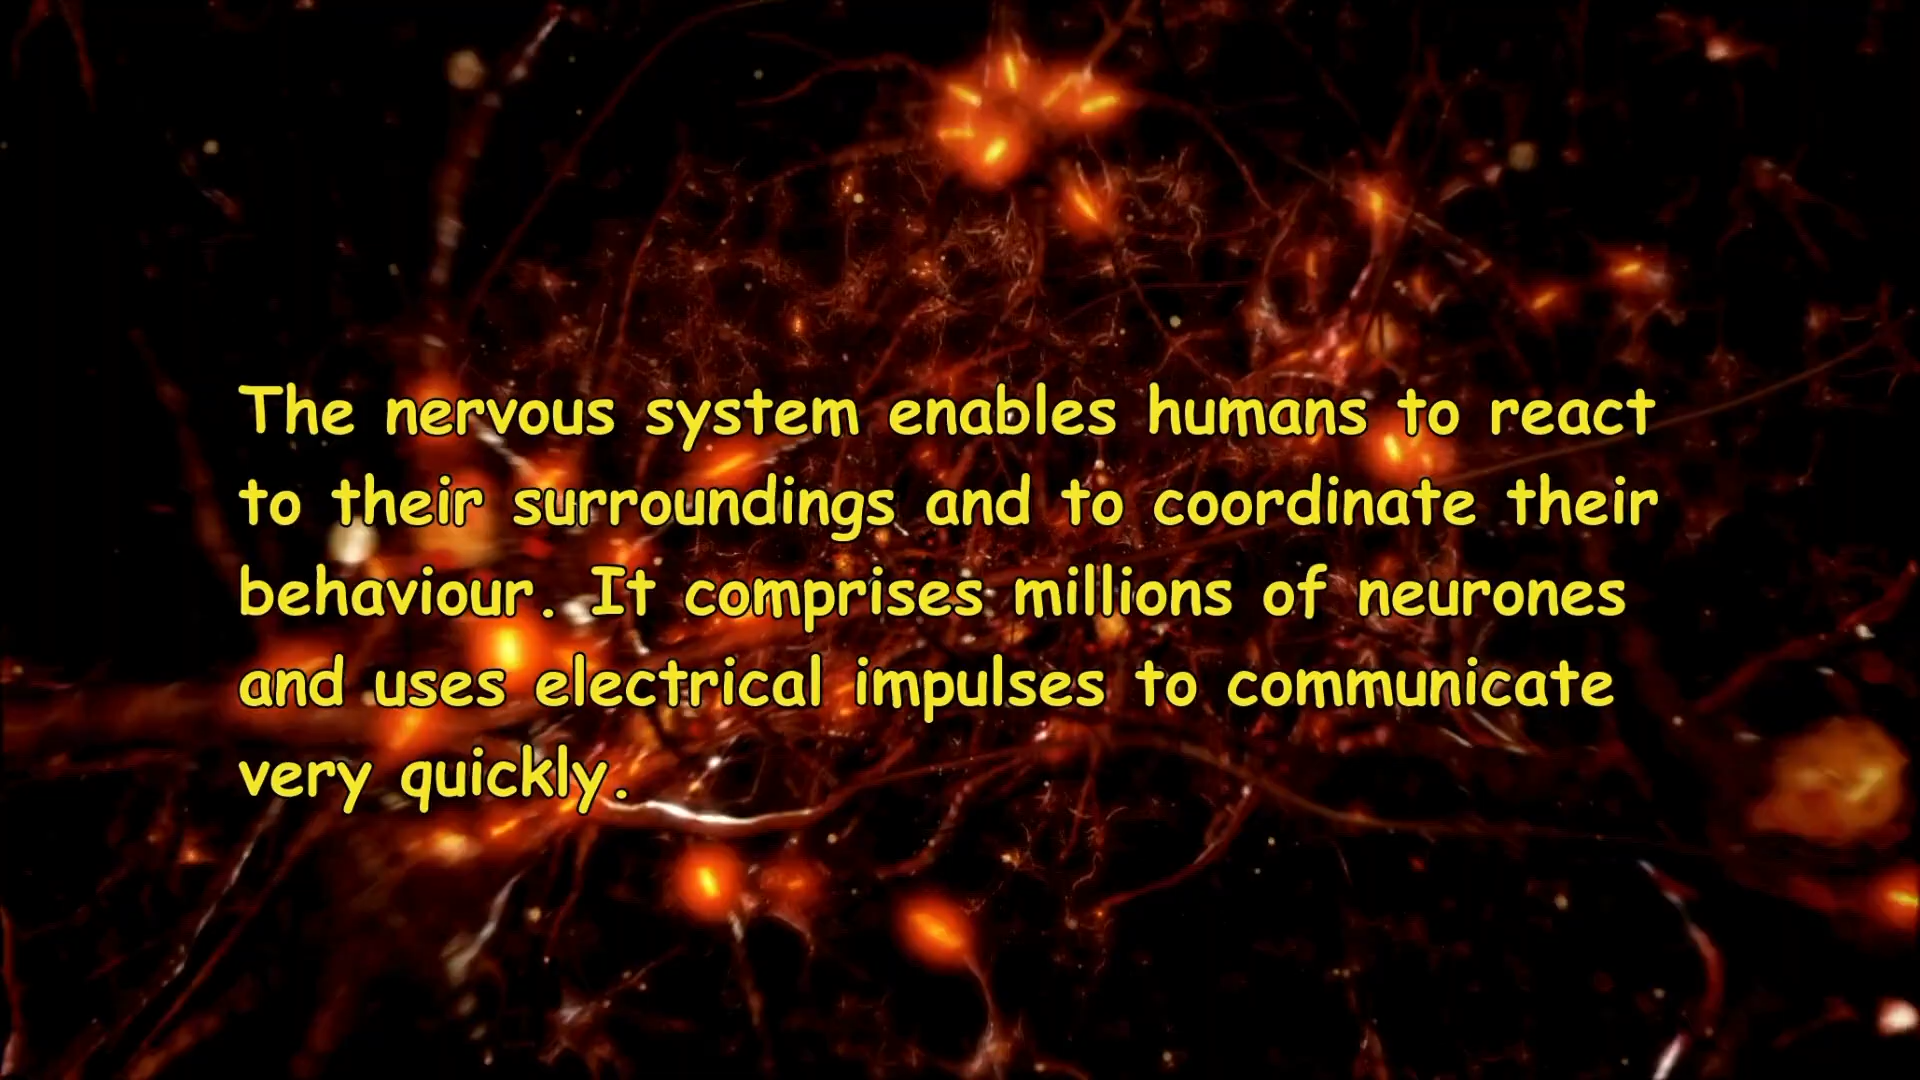 The nervous system enables humans to react
to their surroundings and to coordinate their
behaviour. It comprises millions of neurones
and uses electrical impulses to communicate
very quickly.